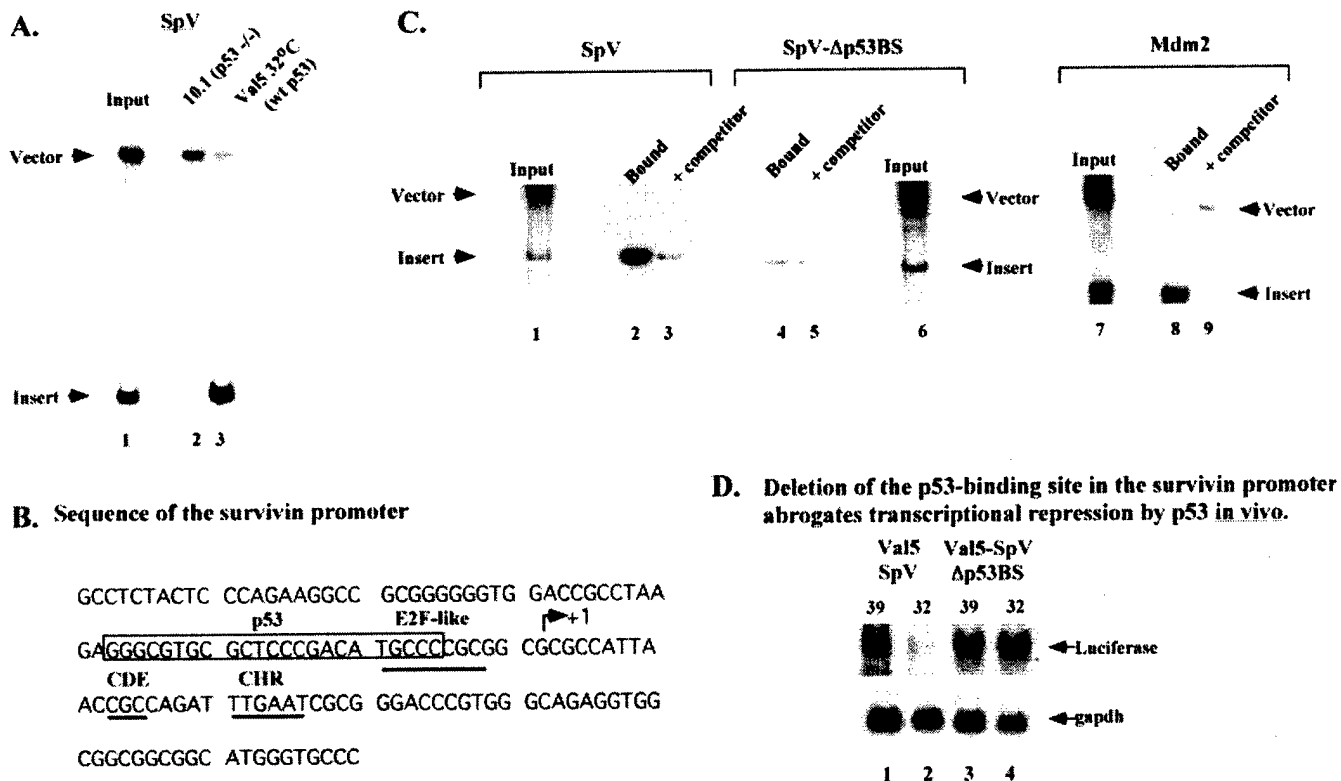 A.
SpV
Input
10.1 (p53 -/-)
Val5 32°C
(wt p53)
Vector
Insert
1 2 3
B. Sequence of the survivin promoter
GCCTCTACTC CCAGAAGGCC GCGGGGGGTG GACCGCCTAA
p53 E2F-like +1
GAGGGCGTGC GCTCCCGACA TGCCCCGCGG CGCGCCATTA
CDE CHR
ACCGCCAGAT TTGAATCGCG GGACCCGTGG GCAGAGGTGG
CGGCGGCGGC ATGGGTGCCC
C.
SpV SpV-Δp53BS Mdm2
Input
Bound
+ competitor
Bound
+ competitor
Input
Input
Bound
+ competitor
Vector Vector Vector
Insert Insert Insert
1 2 3 4 5 6 7 8 9
D. Deletion of the p53-binding site in the survivin promoter
abrogates transcriptional repression by p53 in vivo.
Val5 Val5-SpV
SpV Δp53BS
39 32 39 32
Luciferase
gapdh
1 2 3 4